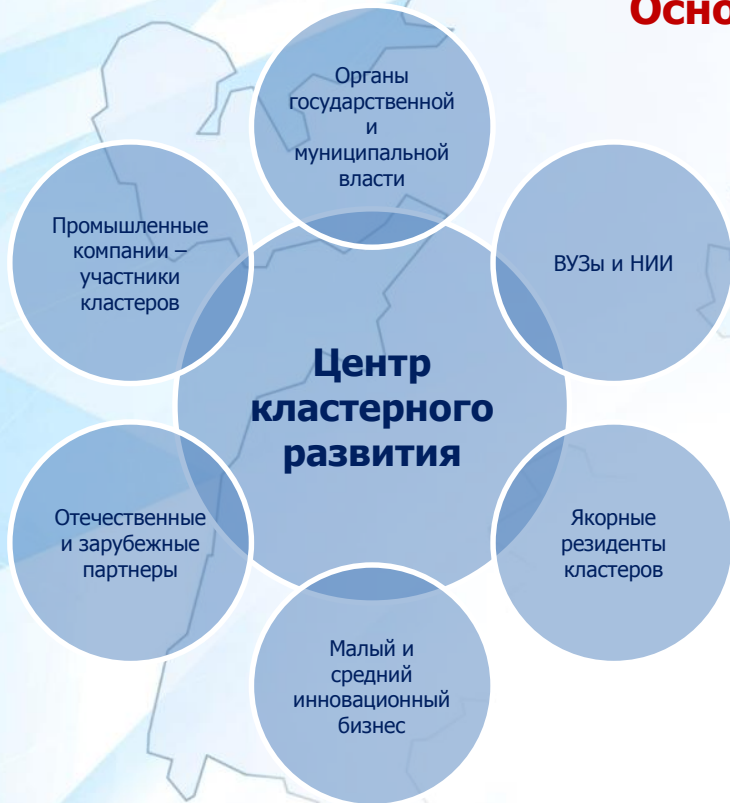 Осно
Органы
государственной
и
муниципальной
власти
Промышленные
компании –
участники
кластеров
ВУЗы и НИИ
Центр
кластерного
развития
Отечественные
и зарубежные
партнеры
Якорные
резиденты
кластеров
Малый и
средний
инновационный
бизнес